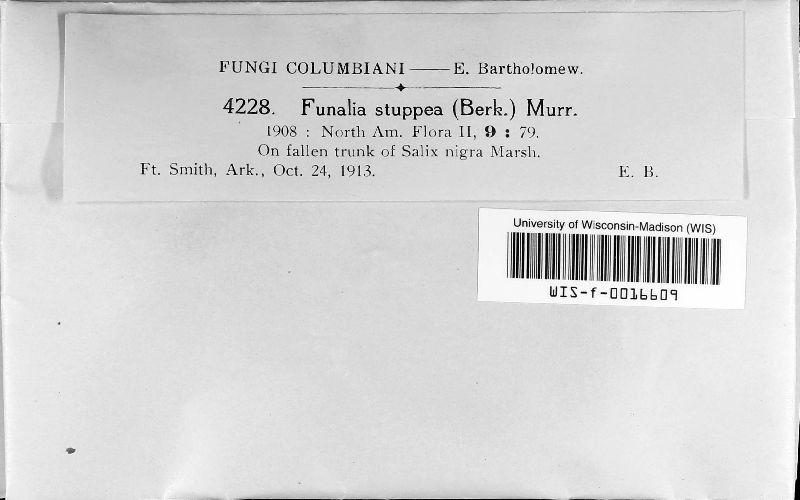 FUNGI COLUMBIANI — E. Bartholomew.
4228. Funalia stuppea (Berk.) Murr.
1908 : North Am. Flora II, 9 : 79.
On fallen trunk of Salix nigra Marsh.
Ft. Smith, Ark., Oct. 24, 1913. E. B.
University of Wisconsin-Madison (WIS)
WIS-f-0016609